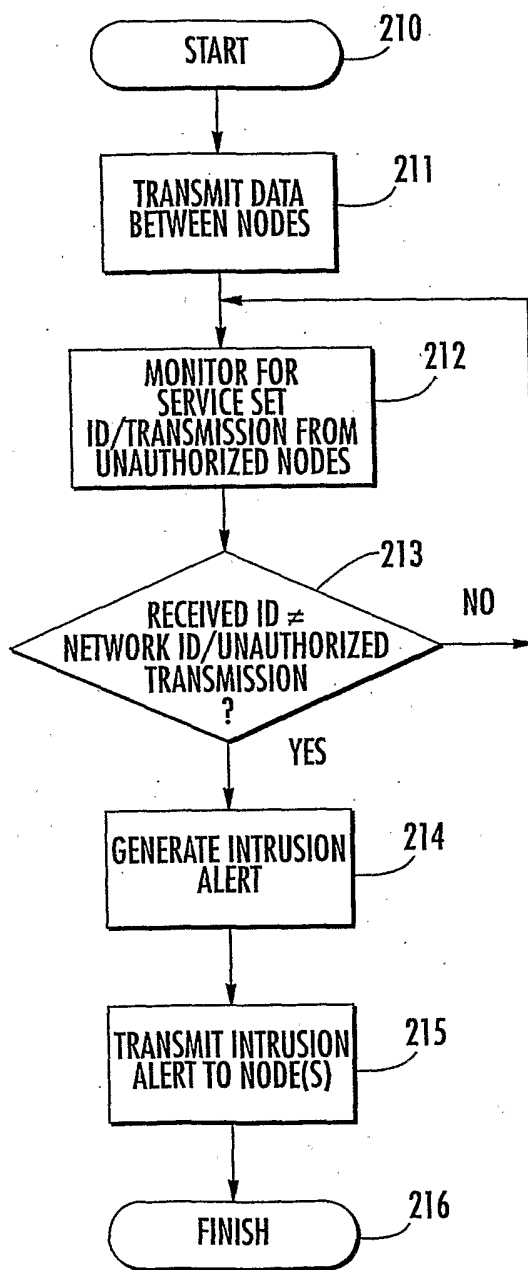 START
210
211
TRANSMIT DATA
BETWEEN NODES
212
MONITOR FOR
SERVICE SET
ID/TRANSMISSION FROM
UNAUTHORIZED NODES
213
RECEIVED ID ≠
NETWORK ID/UNAUTHORIZED
TRANSMISSION
?
NO
YES
214
GENERATE INTRUSION
ALERT
215
TRANSMIT INTRUSION
ALERT TO NODE(S)
216
FINISH